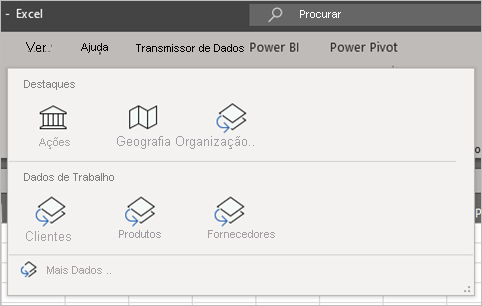 - Excel
Procurar
Ver..
Ajuda
Transmissor de Dados
Power BI
Power Pivot
Destaques
Ações
Geografia
Organização..
Dados de Trabalho
Clientes
Produtos
Fornecedores
Mais Dados ..